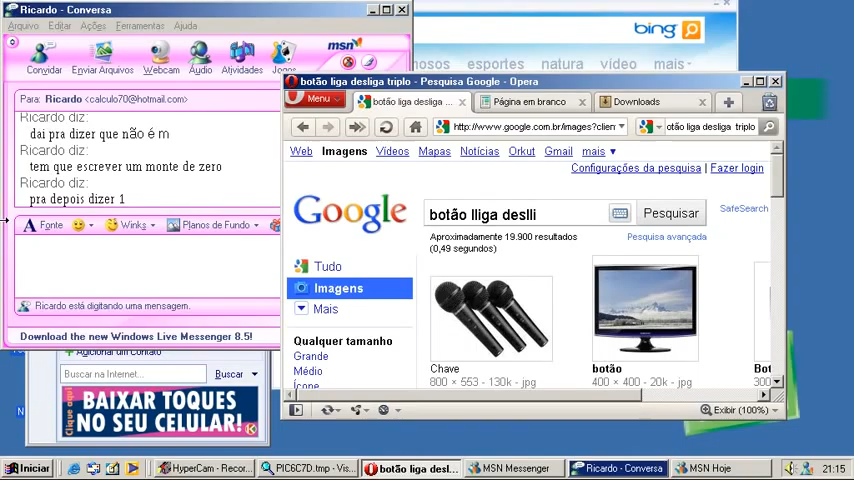 Ricardo - Conversa
Arquivo Editar Ações Ferramentas Ajuda
Convidar Enviar Arquivos Webcam Áudio Atividades Jogos
msn
Para: Ricardo <calculo70@hotmail.com>
Ricardo diz:
dai pra dizer que não é m
Ricardo diz:
tem que escrever um monte de zero
Ricardo diz:
pra depois dizer 1
Fonte Winks Planos de Fundo
Ricardo está digitando uma mensagem.
Download the new Windows Live Messenger 8.5!
Adicionar um Contato
Buscar na Internet... Buscar
Clique aqui
BAIXAR TOQUES
NO SEU CELULAR!
bing
esportes natura vídeo mais
botão liga desliga triplo - Pesquisa Google - Opera
Menu botão liga desliga ... Página em branco Downloads
http://www.google.com.br/images?clien otão liga desliga triplo
Web Imagens Vídeos Mapas Notícias Orkut Gmail mais
Configurações da pesquisa | Fazer login
Google
botão lliga deslli Pesquisar SafeSearch
Aproximadamente 19.900 resultados
(0,49 segundos)
Pesquisa avançada
Tudo
Imagens
Mais
Qualquer tamanho
Grande
Médio
Ícone
Chave
800 × 553 - 130k - jpg
botão
400 × 400 - 20k - jpg
Bot
300
Exibir (100%)
Iniciar HyperCam - Recor... PIC6C7D.tmp - Vis... botão liga desl... MSN Messenger Ricardo - Conversa MSN Hoje 21:15